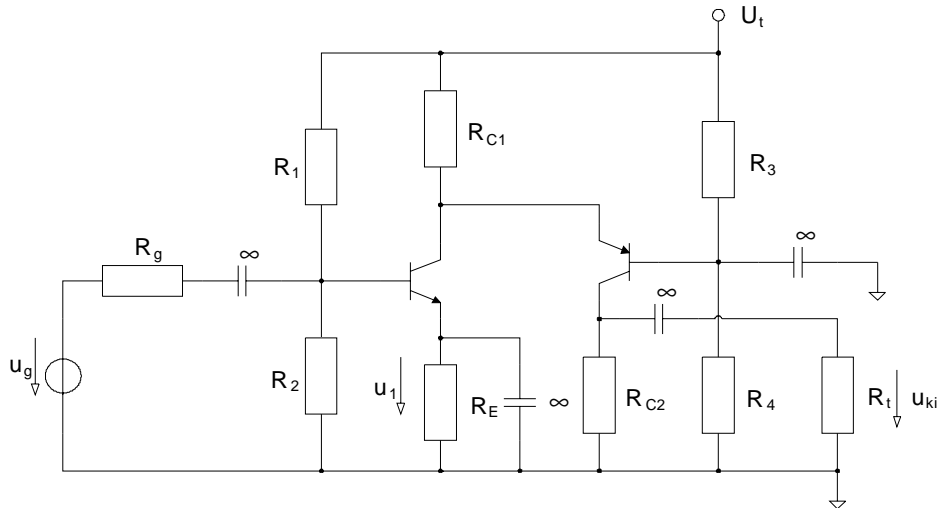 U_t
R_C1
R_1
R_3
R_g
∞
∞
∞
u_g
R_2
u_1
R_E
∞
R_C2
R_4
R_t
u_ki